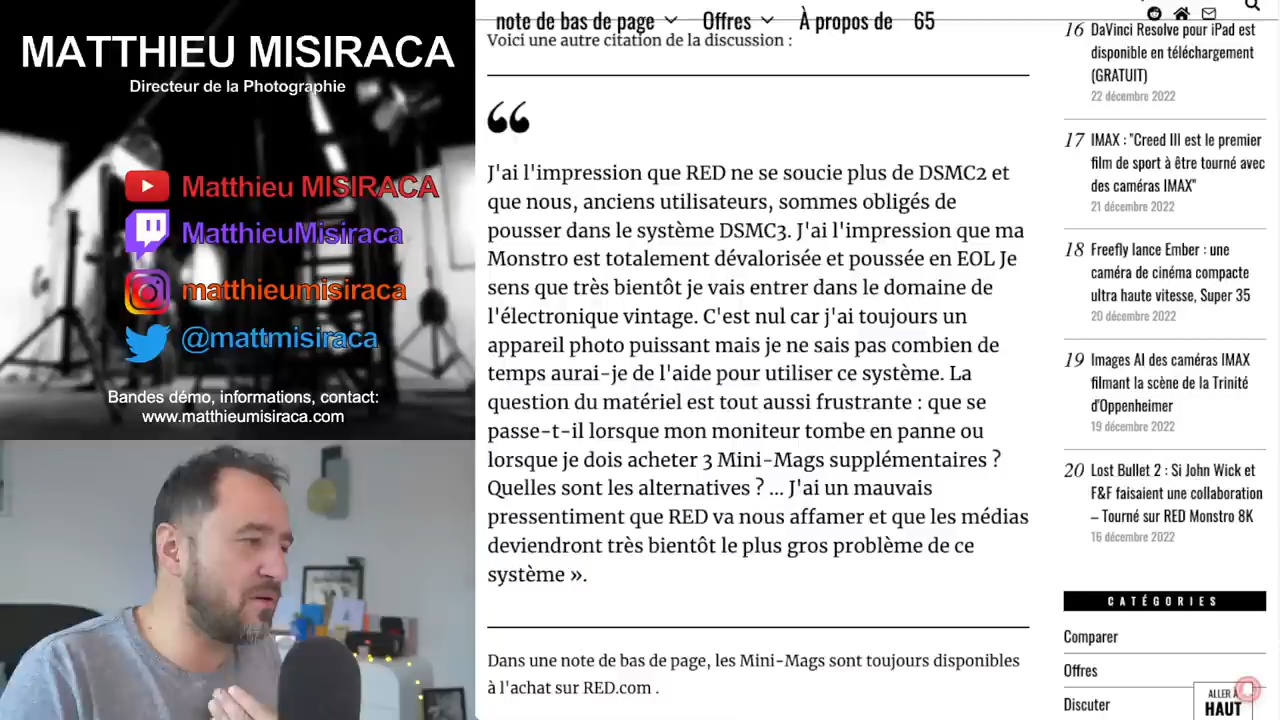 MATTHIEU MISIRACA
Directeur de la Photographie
Matthieu MISIRACA
MatthieuMisiraca
matthieumisiraca
@mattmisiraca
Bandes démo, informations, contact:
www.matthieumisiraca.com
note de bas de page
Offres
À propos de
65
Voici une autre citation de la discussion :
“
J'ai l'impression que RED ne se soucie plus de DSMC2 et
que nous, anciens utilisateurs, sommes obligés de
pousser dans le système DSMC3. J'ai l'impression que ma
Monstro est totalement dévalorisée et poussée en EOL Je
sens que très bientôt je vais entrer dans le domaine de
l'électronique vintage. C'est nul car j'ai toujours un
appareil photo puissant mais je ne sais pas combien de
temps aurai-je de l'aide pour utiliser ce système. La
question du matériel est tout aussi frustrante : que se
passe-t-il lorsque mon moniteur tombe en panne ou
lorsque je dois acheter 3 Mini-Mags supplémentaires ?
Quelles sont les alternatives ? ... J'ai un mauvais
pressentiment que RED va nous affamer et que les médias
deviendront très bientôt le plus gros problème de ce
système ».
Dans une note de bas de page, les Mini-Mags sont toujours disponibles
à l'achat sur RED.com .
16 DaVinci Resolve pour iPad est
disponible en téléchargement
(GRATUIT)
22 décembre 2022
17 IMAX : "Creed III est le premier
film de sport à être tourné avec
des caméras IMAX"
21 décembre 2022
18 Freefly lance Ember : une
caméra de cinéma compacte
ultra haute vitesse, Super 35
20 décembre 2022
19 Images AI des caméras IMAX
filmant la scène de la Trinité
d'Oppenheimer
19 décembre 2022
20 Lost Bullet 2 : Si John Wick et
F&F faisaient une collaboration
– Tourné sur RED Monstro 8K
16 décembre 2022
CATÉGORIES
Comparer
Offres
Discuter
ALLER À
HAUT